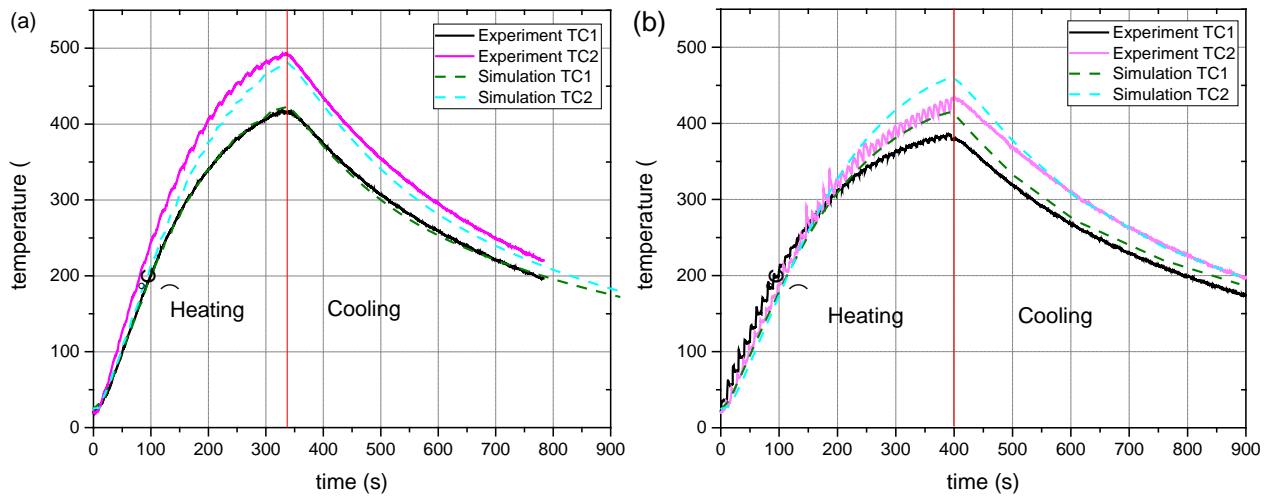 (a)
Experiment TC1
Experiment TC2
Simulation TC1
Simulation TC2
500
400
300
200
100
0
temperature (
°C
)
Heating
Cooling
0 100 200 300 400 500 600 700 800 900
time (s)
(b)
Experiment TC1
Experiment TC2
Simulation TC1
Simulation TC2
500
400
300
200
100
0
temperature (
°C
)
Heating
Cooling
0 100 200 300 400 500 600 700 800 900
time (s)